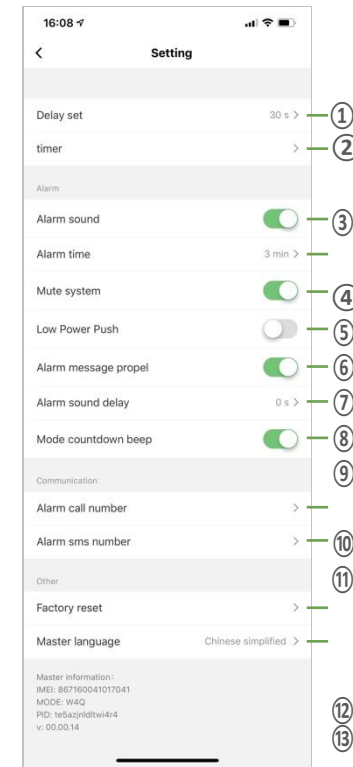 16:08
Setting
Delay set 30 s > ①
timer > ②
Alarm
Alarm sound ③
Alarm time 3 min >
Mute system ④
Low Power Push ⑤
Alarm message propel ⑥
Alarm sound delay 0 s > ⑦
Mode countdown beep ⑧
⑨
Communication
Alarm call number >
Alarm sms number > ⑩
Other ⑪
Factory reset >
Master language Chinese simplified >
Master information:
IMEI: 867160041017041
MODE: W4Q
PID: te5azjnldltwi4r4 ⑫
v: 00.00.14 ⑬